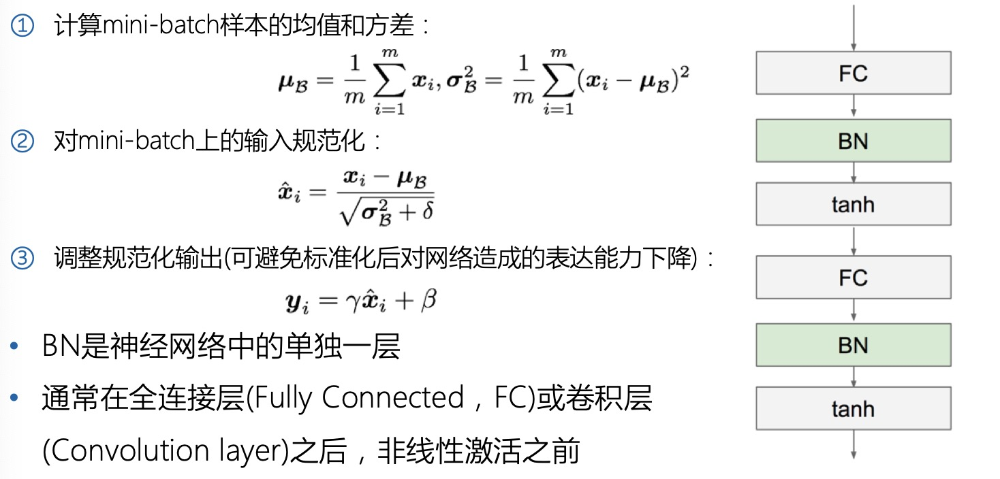 ① 计算mini-batch样本的均值和方差：
$\boldsymbol{\mu}_{\mathcal{B}} = \frac{1}{m} \sum_{i=1}^{m} \boldsymbol{x}_i, \boldsymbol{\sigma}_{\mathcal{B}}^2 = \frac{1}{m} \sum_{i=1}^{m} (\boldsymbol{x}_i - \boldsymbol{\mu}_{\mathcal{B}})^2$
② 对mini-batch上的输入规范化：
$\hat{\boldsymbol{x}}_i = \frac{\boldsymbol{x}_i - \boldsymbol{\mu}_{\mathcal{B}}}{\sqrt{\boldsymbol{\sigma}_{\mathcal{B}}^2 + \delta}}$
③ 调整规范化输出(可避免标准化后对网络造成的表达能力下降)：
$\boldsymbol{y}_i = \gamma \hat{\boldsymbol{x}}_i + \beta$
• BN是神经网络中的单独一层
• 通常在全连接层(Fully Connected，FC)或卷积层
(Convolution layer)之后，非线性激活之前
FC
BN
tanh
FC
BN
tanh